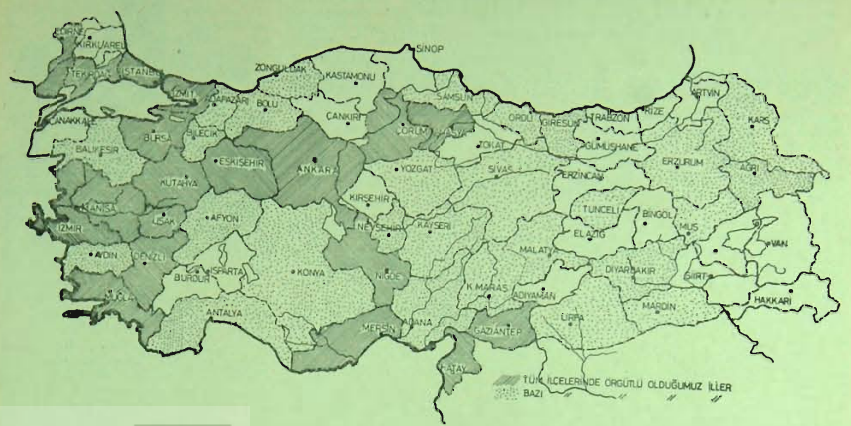 EDİRNE
KIRKLAREL
TEKİRDAĞ
İSTANB
İZMİT
ADAPAZARI
ZONGULDAK
BOLU
KASTAMONU
SİNOP
ÇANKIRI
SAMSUN
ORDU
GİRESUN
TRABZON
RİZE
ARTVİN
KARS
ÇANAKKALE
BALIKESİR
BURSA
BİLECİK
ESKİŞEHİR
ANKARA
ÇORUM
TOKAT
GÜMÜŞHANE
ERZURUM
AĞRI
KÜTAHYA
YOZGAT
SİVAS
ERZİNCAN
MANİSA
UŞAK
AFYON
KIRŞEHİR
NEVŞEHİR
KAYSERİ
TUNCELİ
BİNGÖL
MUŞ
ELAZIĞ
VAN
İZMİR
AYDIN
DENİZLİ
BURDUR
ISPARTA
KONYA
NİĞDE
MALATY
DİYARBAKIR
SİİRT
MUĞLA
ANTALYA
MERSİN
ADANA
K.MARAŞ
ADIYAMAN
GAZİANTEP
URFA
MARDİN
HAKKARİ
HATAY
TÜM İLÇELERİNDE ÖRGÜTLÜ OLDUĞUMUZ İLLER
BAZI " " " "